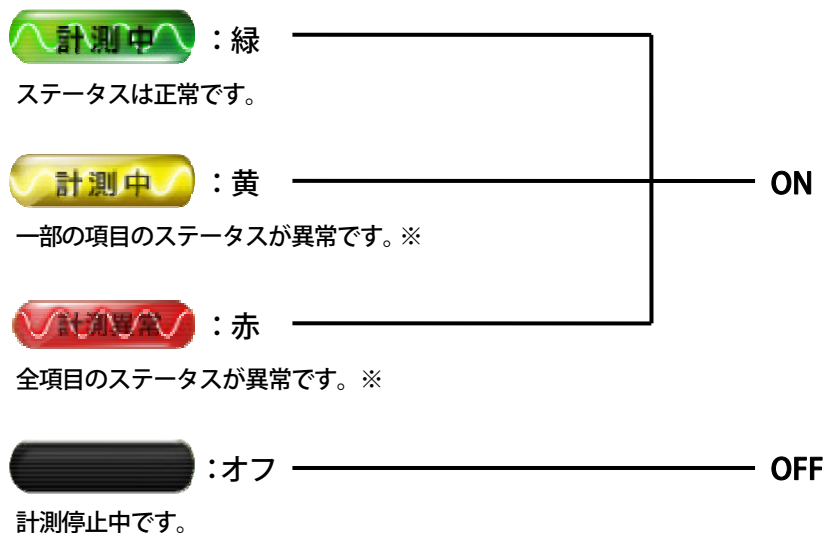 計測中：緑
ステータスは正常です。
計測中：黄
ON
一部の項目のステータスが異常です。※
計測異常：赤
全項目のステータスが異常です。※
：オフ
OFF
計測停止中です。